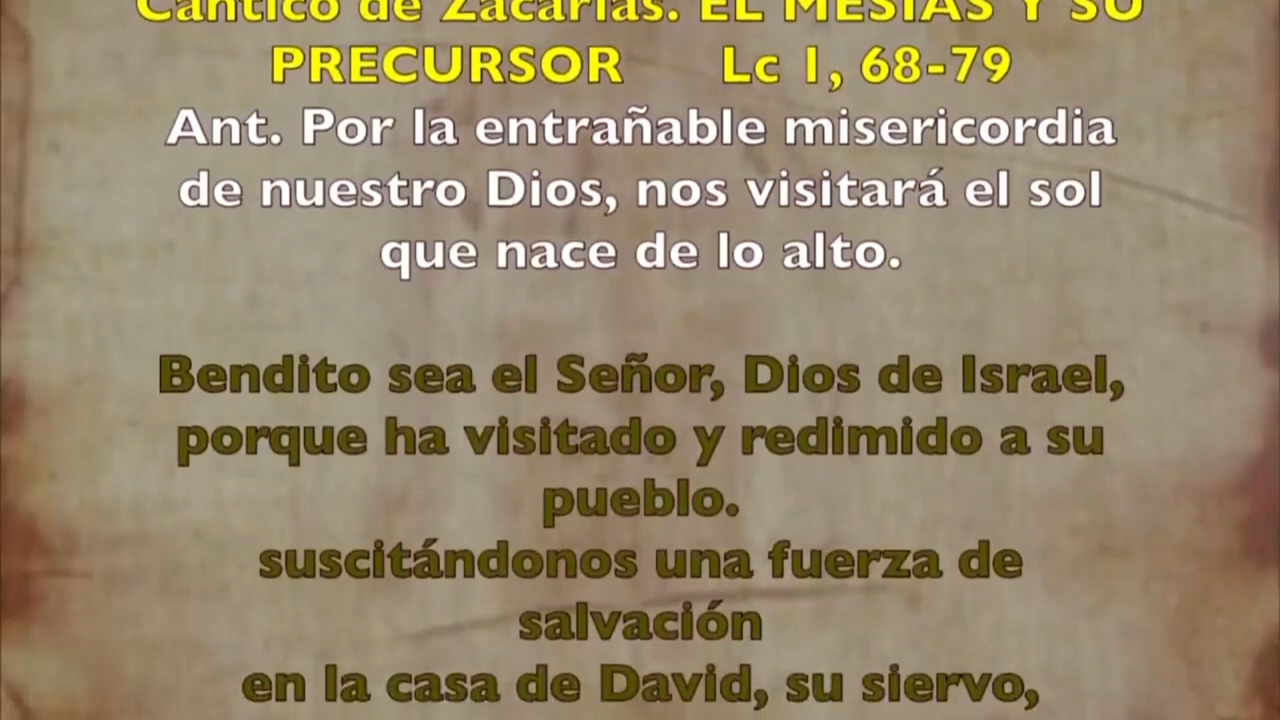 Cántico de Zacarías. EL MESÍAS Y SU
PRECURSOR Lc 1, 68-79
Ant. Por la entrañable misericordia
de nuestro Dios, nos visitará el sol
que nace de lo alto.
Bendito sea el Señor, Dios de Israel,
porque ha visitado y redimido a su
pueblo.
suscitándonos una fuerza de
salvación
en la casa de David, su siervo,